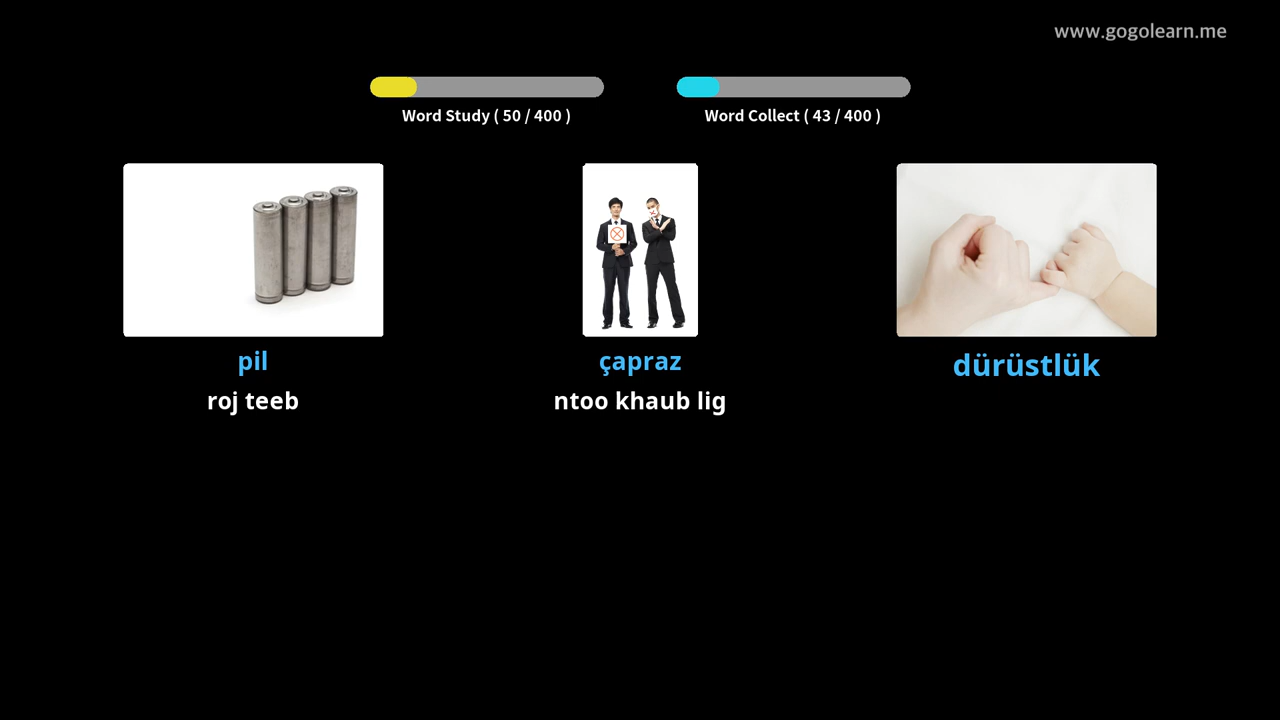 www.gogolearn.me
Word Study ( 50 / 400 )
Word Collect ( 43 / 400 )
pil
roj teeb
çapraz
ntoo khaub lig
dürüstlük